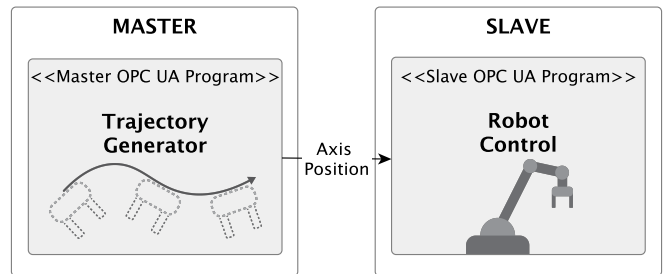 MASTER
<<Master OPC UA Program>>
Trajectory
Generator
Axis
Position
SLAVE
<<Slave OPC UA Program>>
Robot
Control